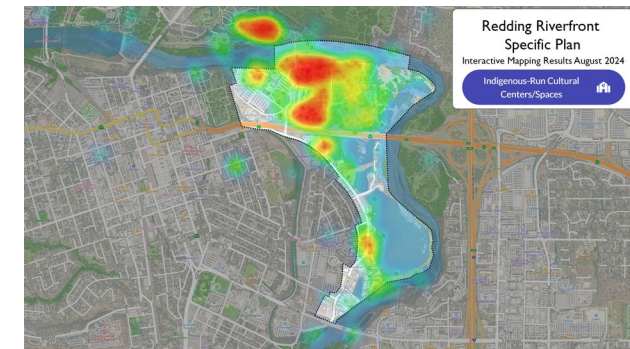 Redding Riverfront
Specific Plan
Interactive Mapping Results August 2024
Indigenous-Run Cultural
Centers/Spaces